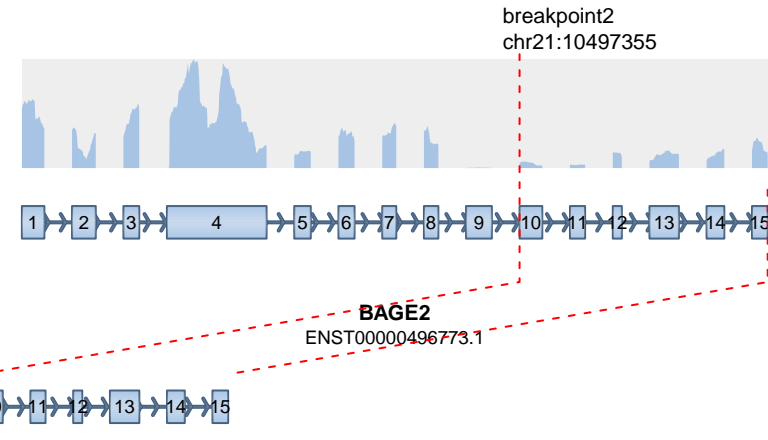 breakpoint2
chr21:10497355
1 2 3 4 5 6 7 8 9 10 11 12 13 14 15
BAGE2
ENST00000496773.1
11 12 13 14 15